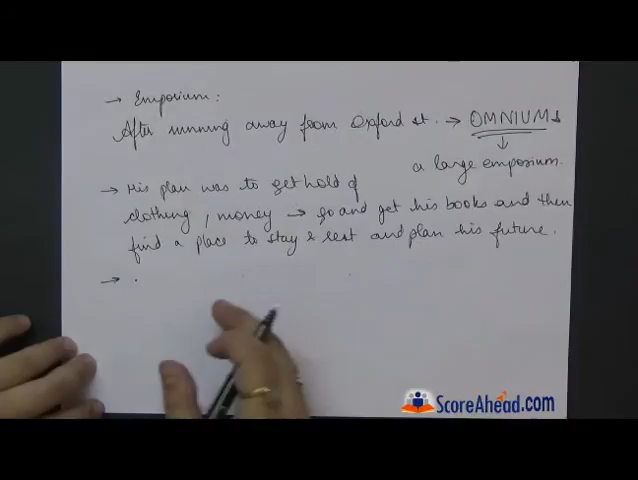 → Emporium:
After running away from Oxford st. → OMNIUMs
a large emporium.
→ His plan was to get hold of
clothing, money → go and get his books and then
find a place to stay & rest and plan his future.
→ .
ScoreAhead.com